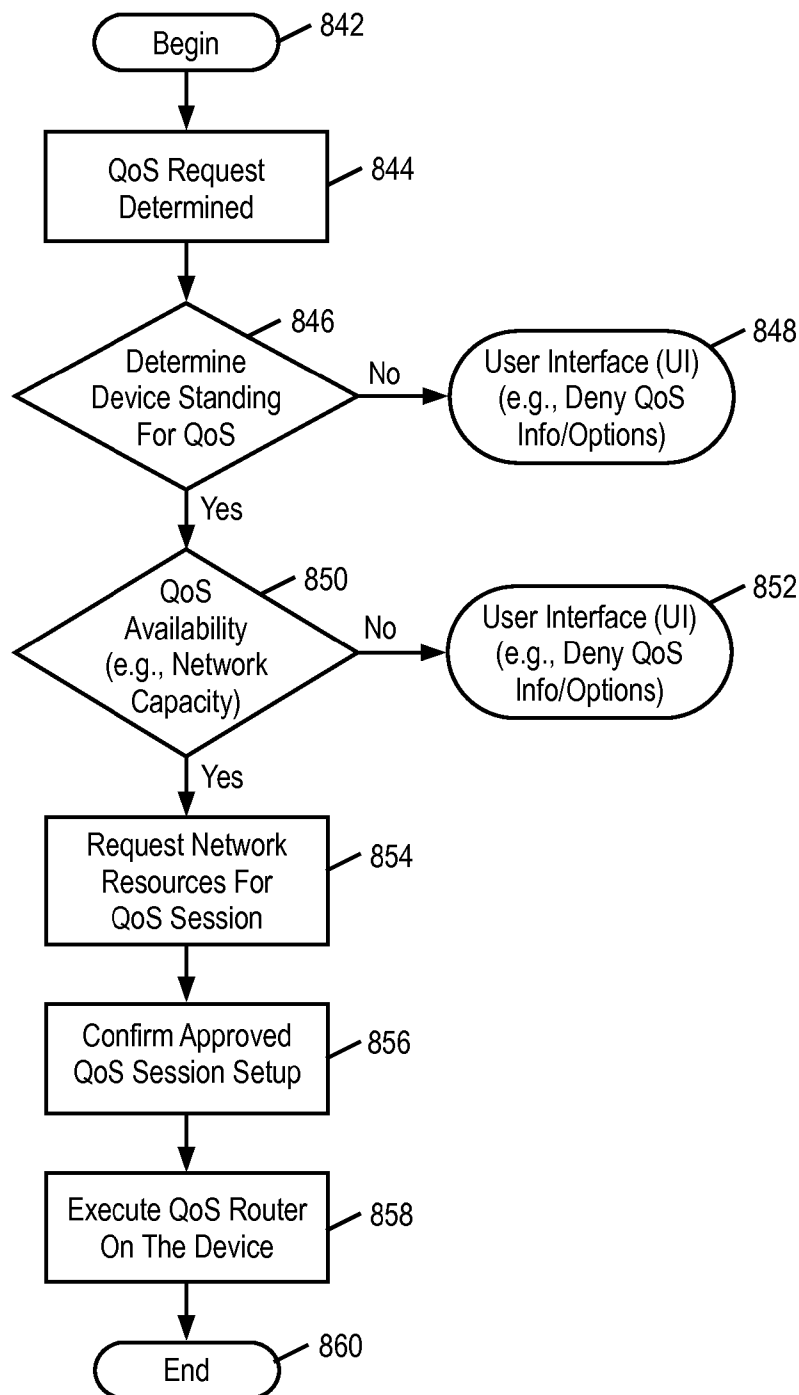 Begin
842
QoS Request
Determined
844
846
Determine
Device Standing
For QoS
No
848
User Interface (UI)
(e.g., Deny QoS
Info/Options)
Yes
850
QoS
Availability
(e.g., Network
Capacity)
No
852
User Interface (UI)
(e.g., Deny QoS
Info/Options)
Yes
Request Network
Resources For
QoS Session
854
Confirm Approved
QoS Session Setup
856
Execute QoS Router
On The Device
858
End
860